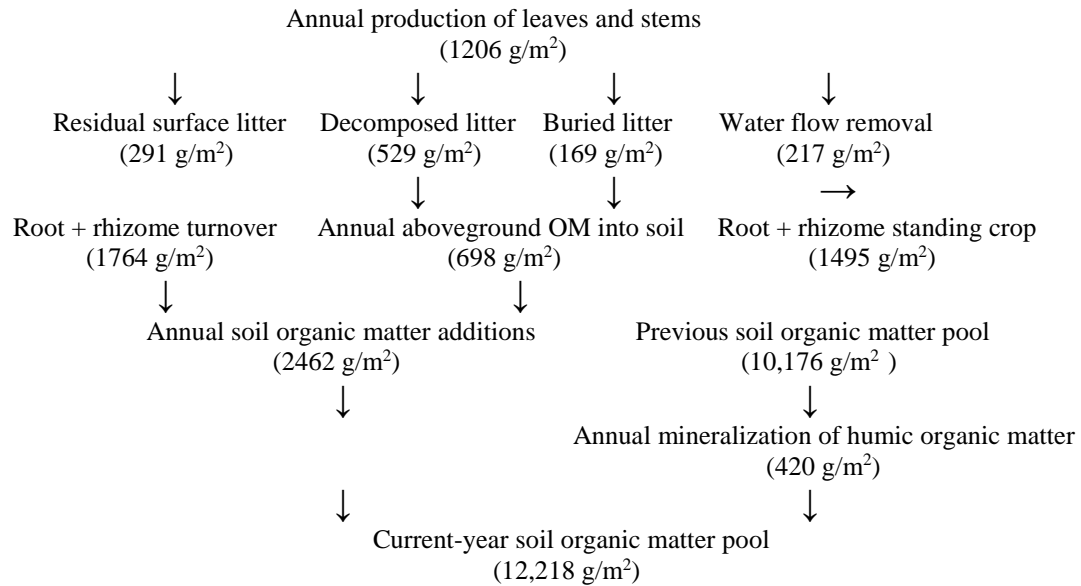 Annual production of leaves and stems
(1206 g/m²)
↓ ↓ ↓ ↓
Residual surface litter Decomposed litter Buried litter Water flow removal
(291 g/m²) (529 g/m²) (169 g/m²) (217 g/m²)
↓ ↓ →
Root + rhizome turnover Annual aboveground OM into soil Root + rhizome standing crop
(1764 g/m²) (698 g/m²) (1495 g/m²)
↓ ↓
Annual soil organic matter additions Previous soil organic matter pool
(2462 g/m²) (10,176 g/m² )
↓ ↓
Annual mineralization of humic organic matter
(420 g/m²)
↓ ↓
Current-year soil organic matter pool
(12,218 g/m²)